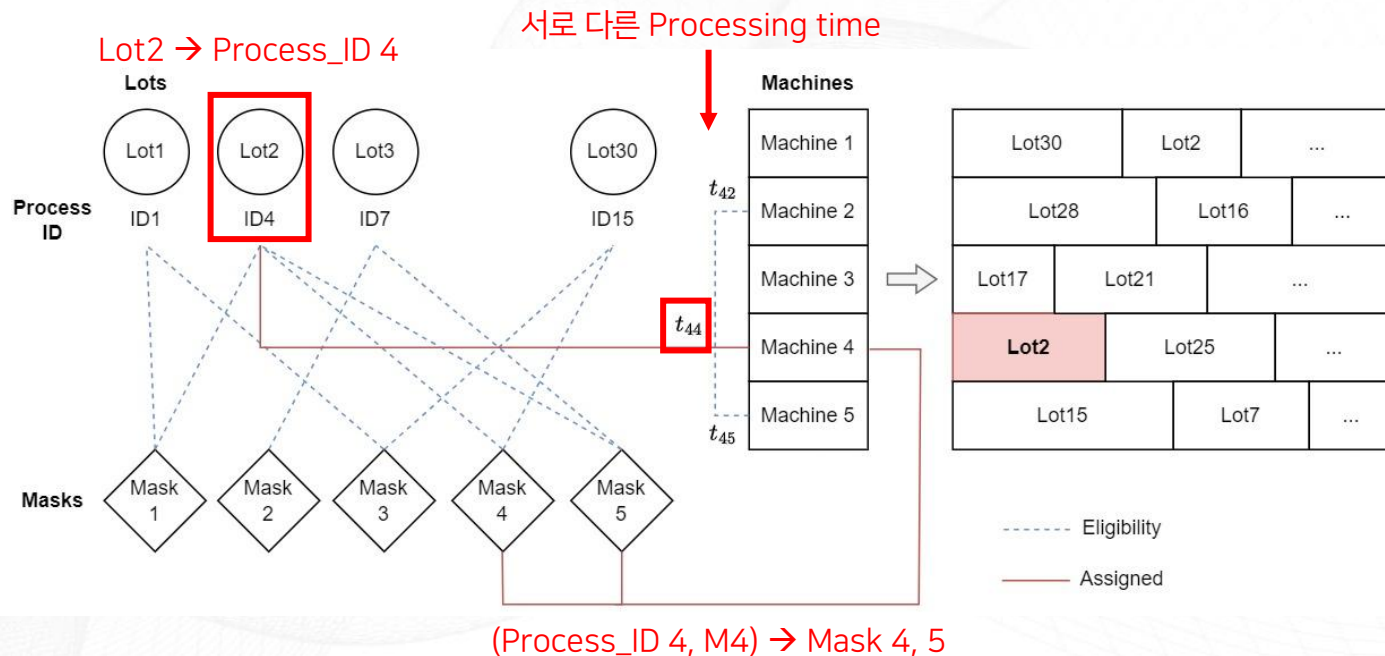 서로 다른 Processing time
Lot2 → Process_ID 4
Lots
Machines
Lot1
Lot2
Lot3
Lot30
Process
ID
ID1
ID4
ID7
ID15
t42
t44
t45
Machine 1
Machine 2
Machine 3
Machine 4
Machine 5
Lot30
Lot2
...
Lot28
Lot16
...
Lot17
Lot21
...
Lot2
Lot25
...
Lot15
Lot7
...
Masks
Mask
1
Mask
2
Mask
3
Mask
4
Mask
5
Eligibility
Assigned
(Process_ID 4, M4) → Mask 4, 5